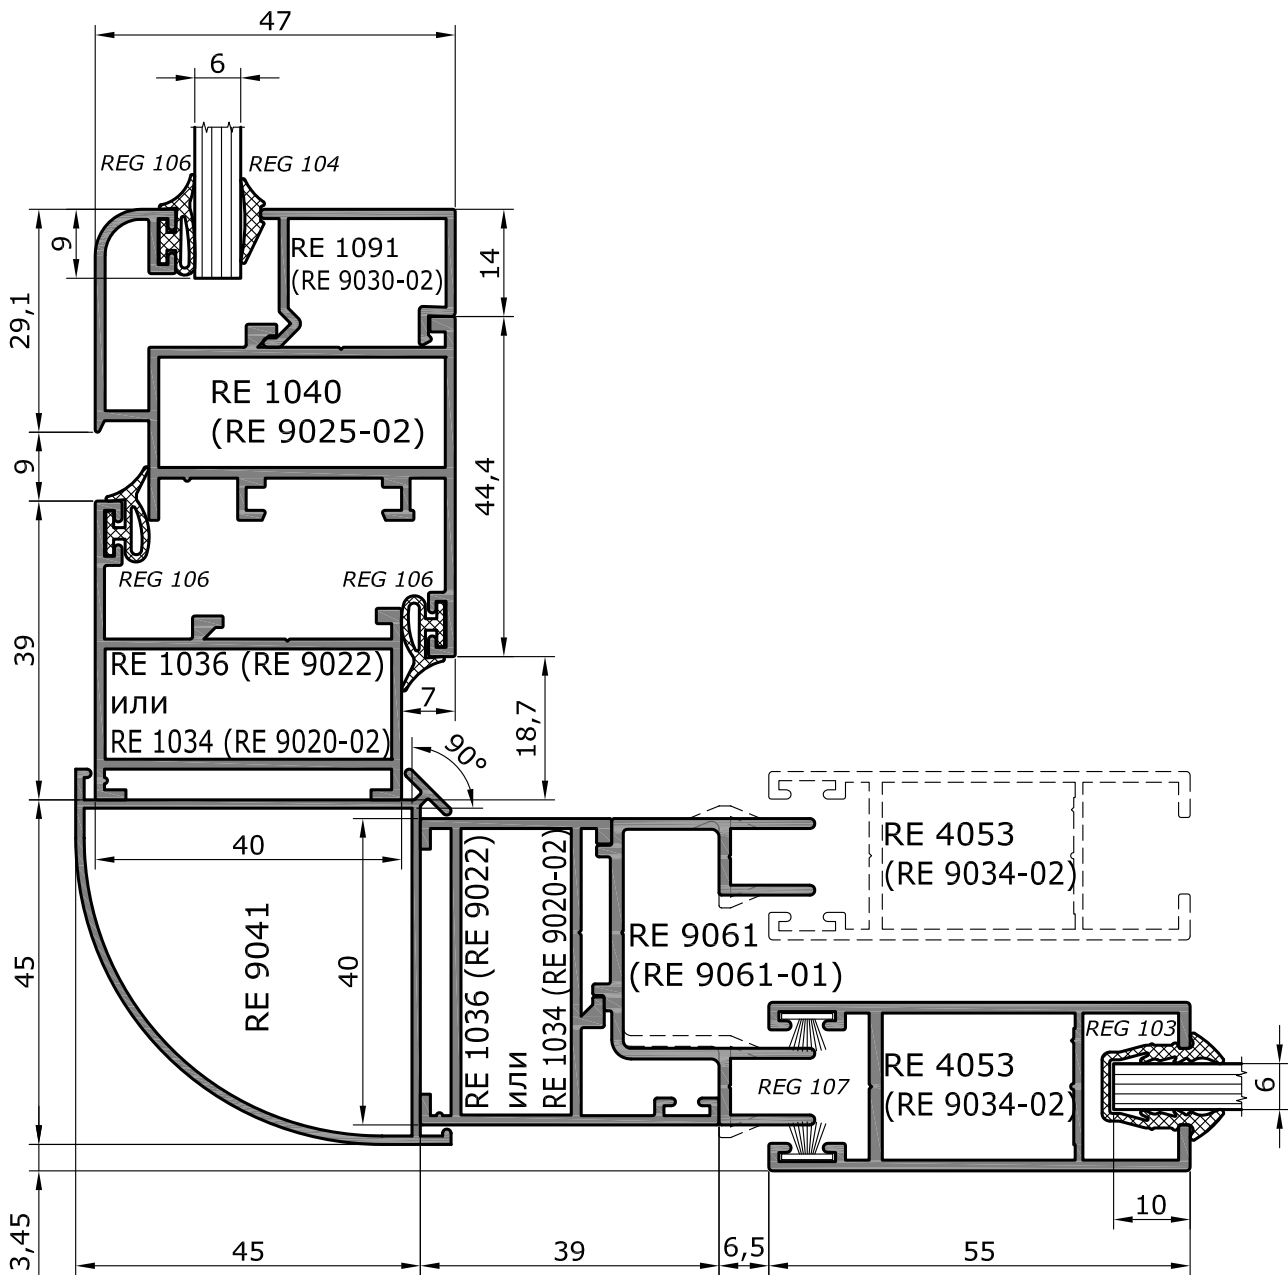 47
6
REG 106
REG 104
9
RE 1091
(RE 9030-02)
14
29,1
RE 1040
(RE 9025-02)
9
44,4
REG 106
REG 106
39
RE 1036 (RE 9022)
или
RE 1034 (RE 9020-02)
7
18,7
90°
40
RE 4053
(RE 9034-02)
RE 9041
40
45
RE 1036 (RE 9022)
или
RE 1034 (RE 9020-02)
RE 9061
(RE 9061-01)
REG 103
RE 4053
(RE 9034-02)
REG 107
6
10
3,45
45
39
6,5
55